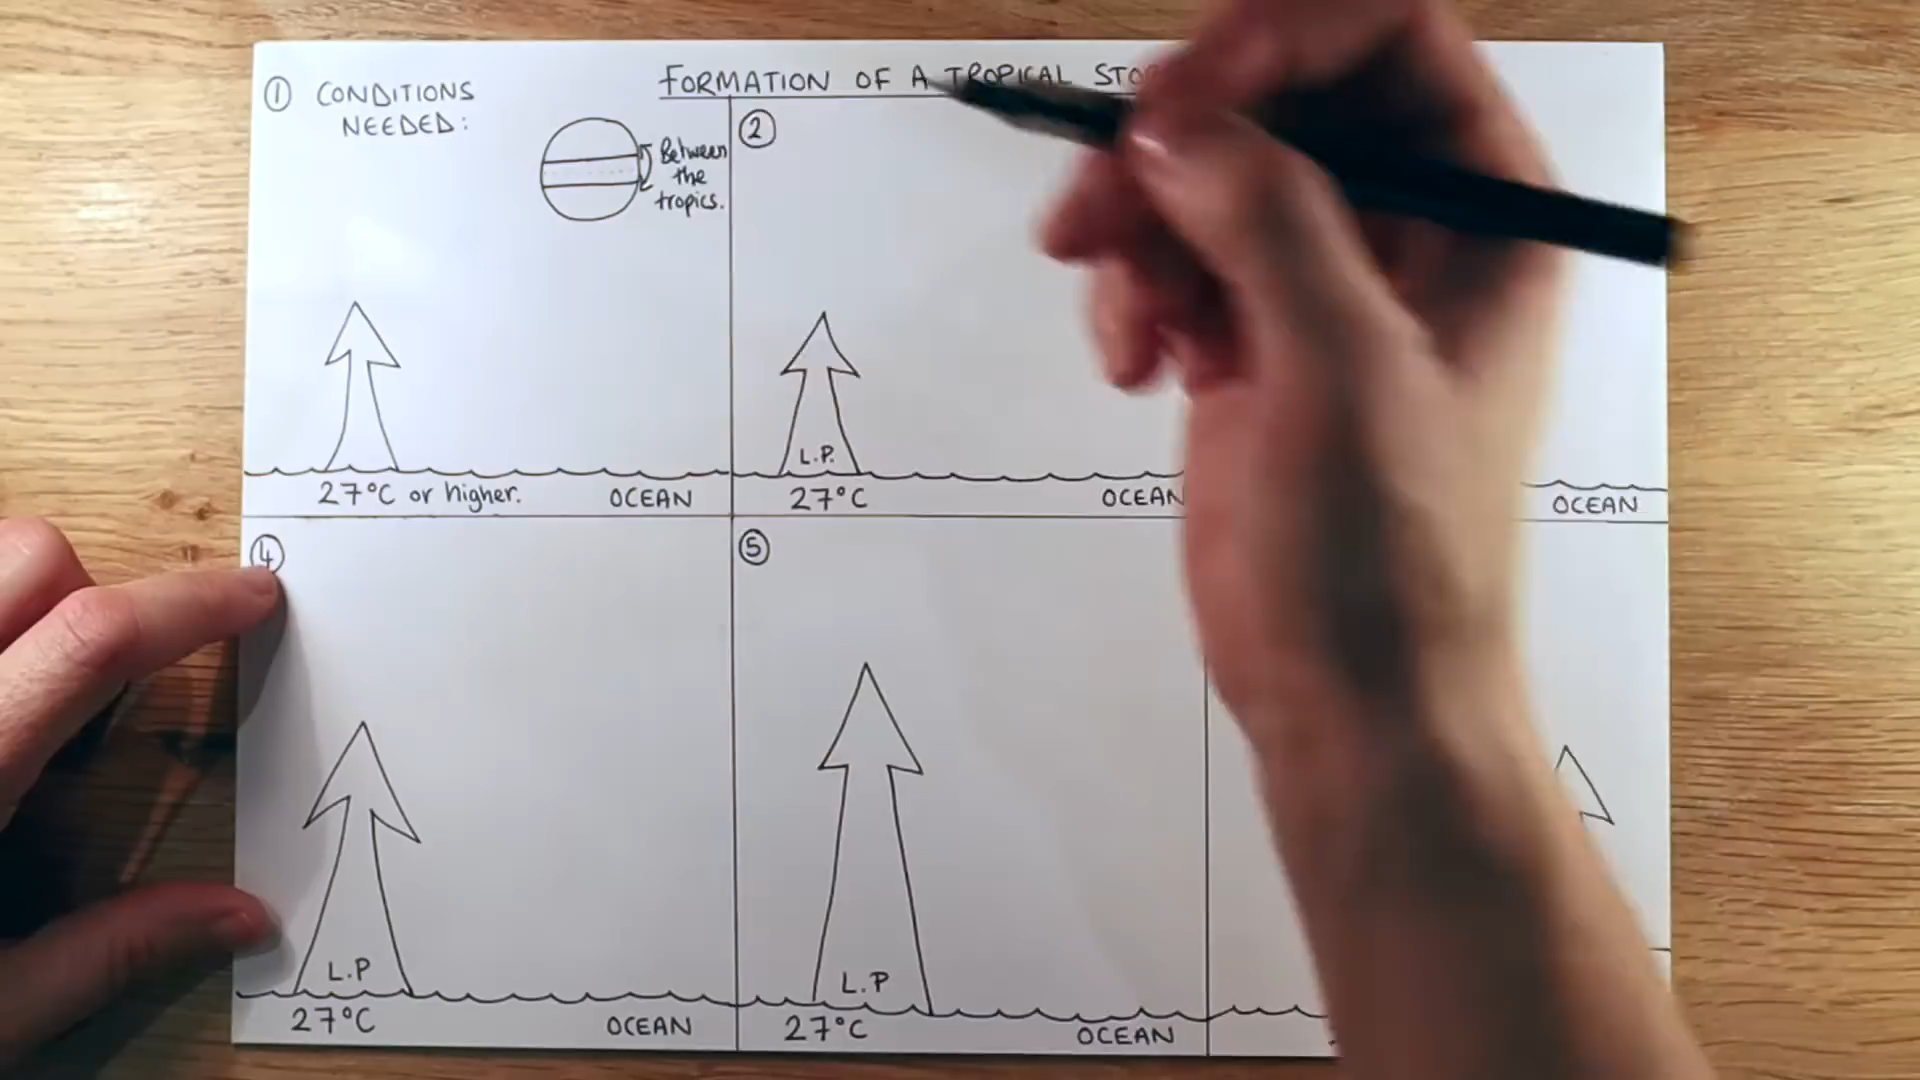 FORMATION OF A TROPICAL
① CONDITIONS
NEEDED:
Between
the
tropics.
27°C or higher.
OCEAN
②
L.P.
27°C
OCEAN
OCEAN
④
L.P
27°C
OCEAN
⑤
L.P
27°C
OCEAN